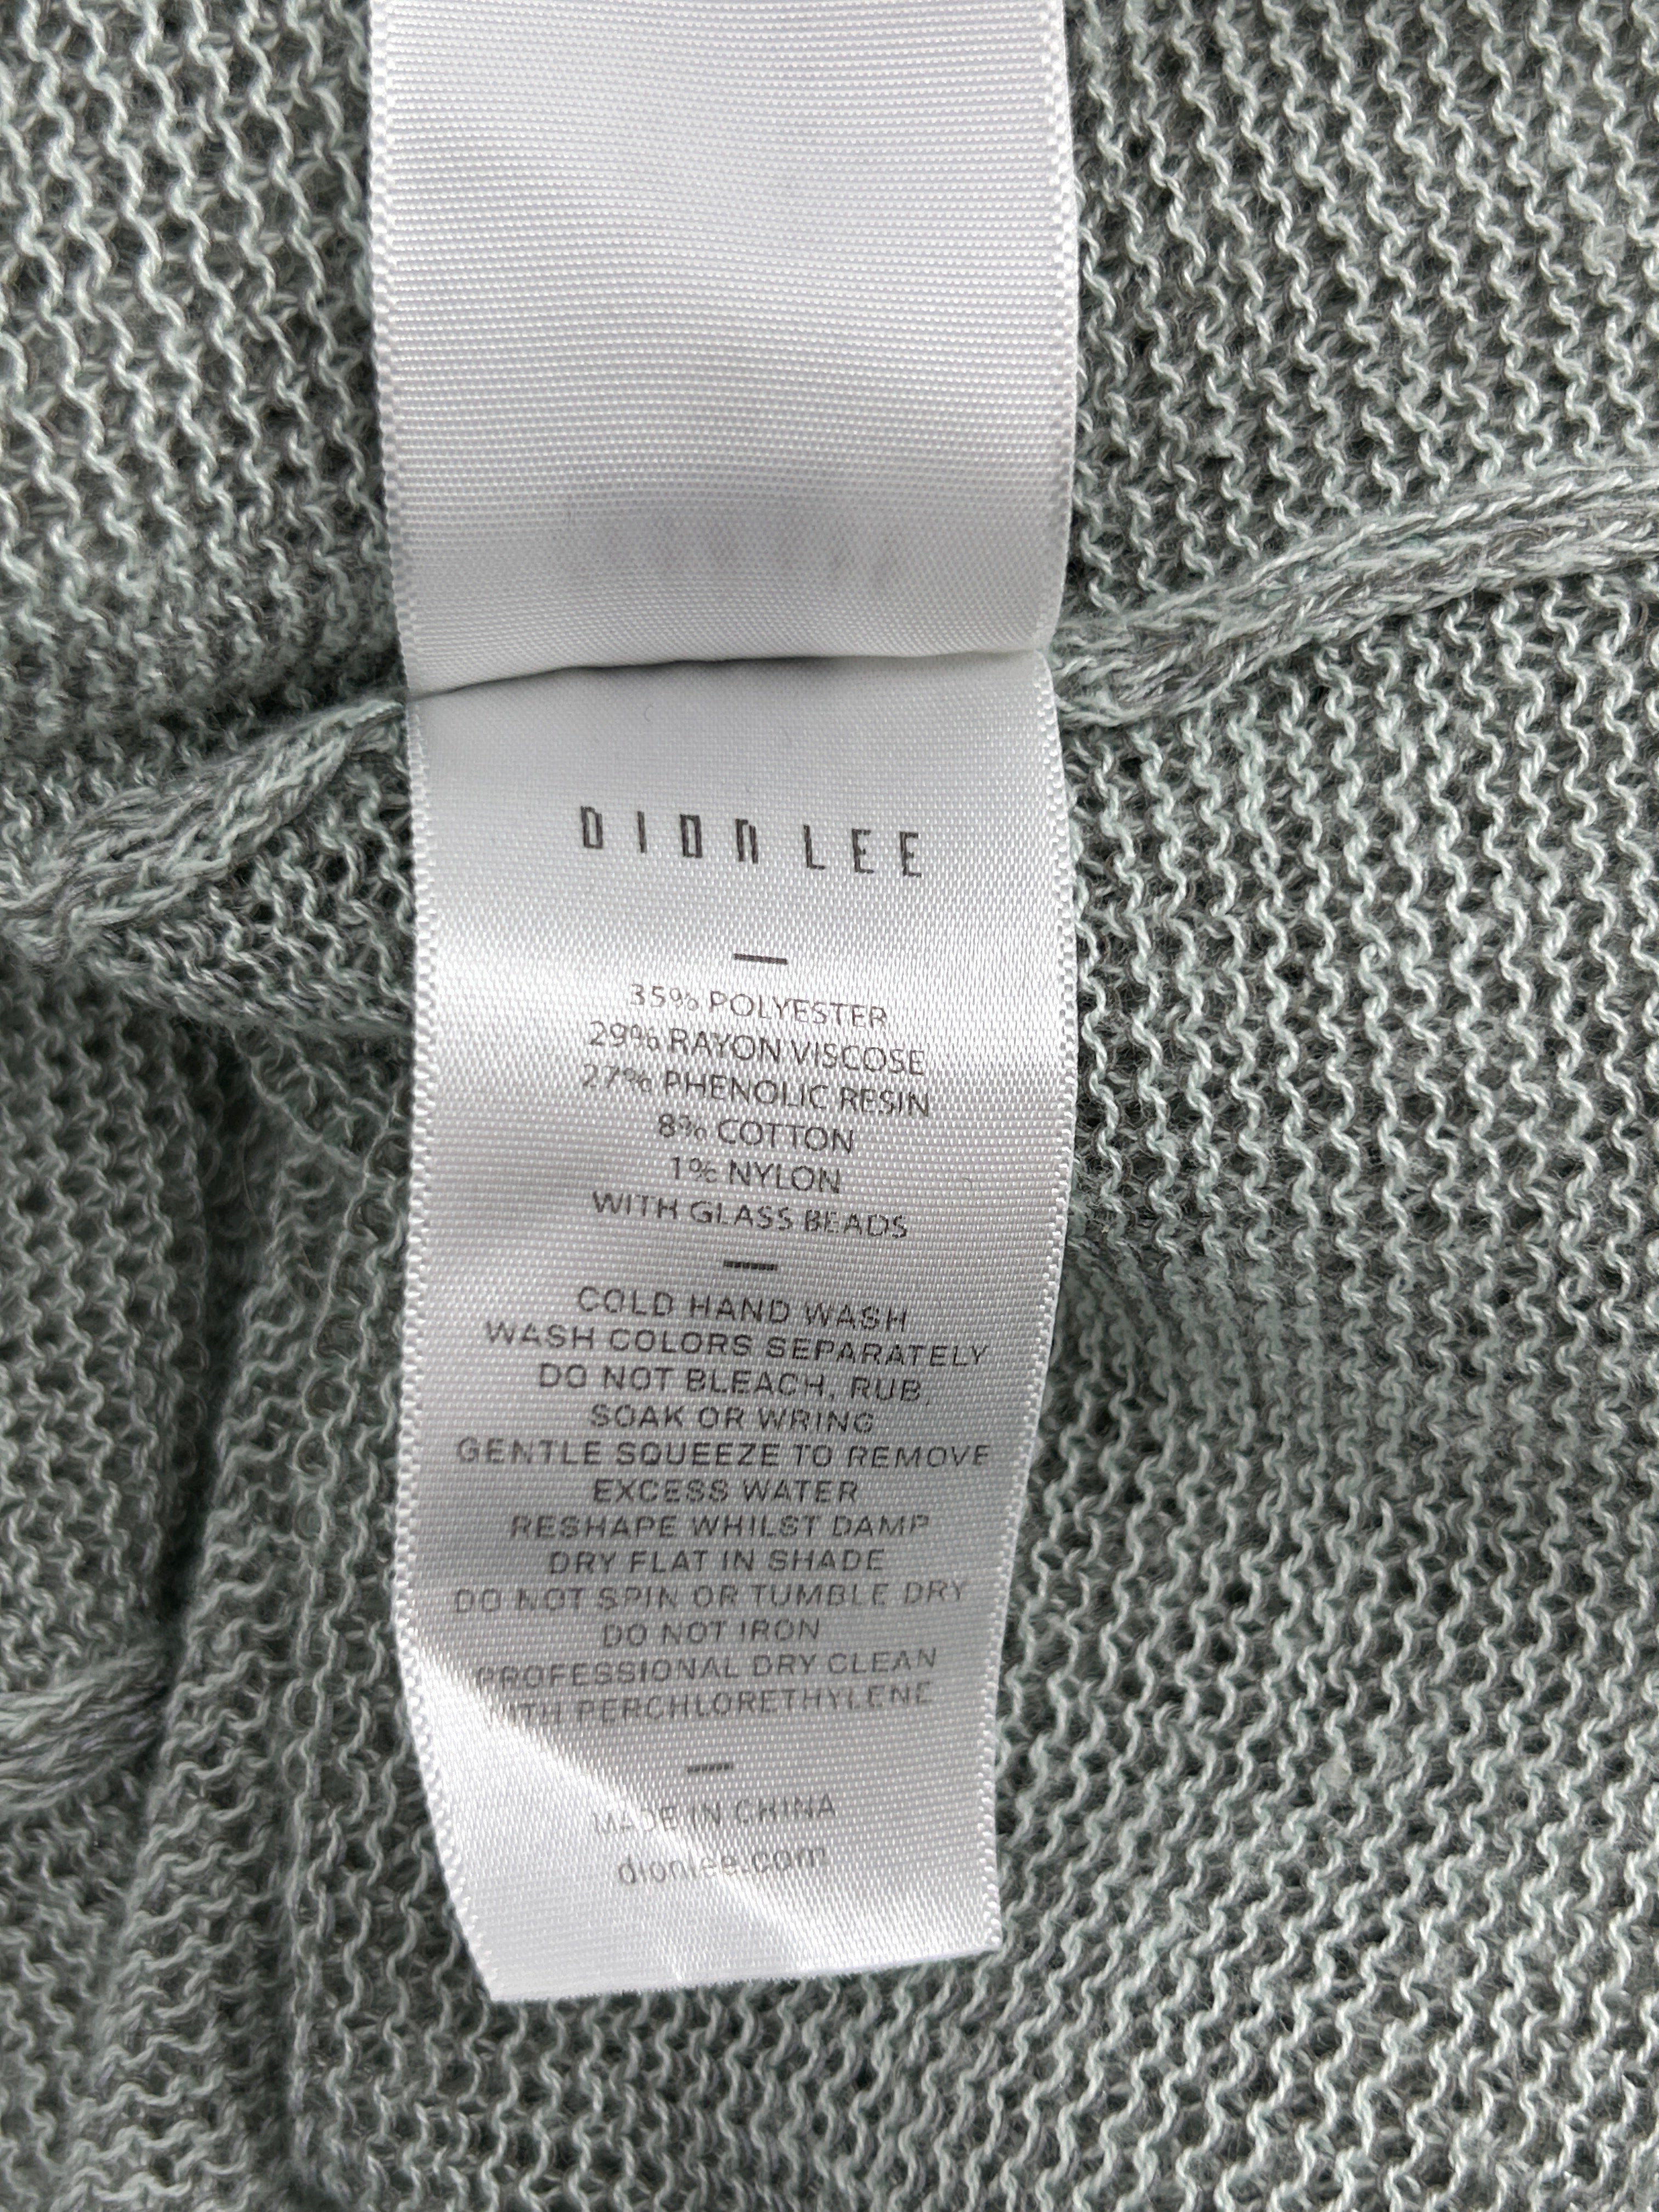 DION LEE
—
35% POLYESTER
29% RAYON VISCOSE
27% PHENOLIC RESIN
8% COTTON
1% NYLON
WITH GLASS BEADS
—
COLD HAND WASH
WASH COLORS SEPARATELY
DO NOT BLEACH, RUB,
SOAK OR WRING
GENTLE SQUEEZE TO REMOVE
EXCESS WATER
RESHAPE WHILST DAMP
DRY FLAT IN SHADE
DO NOT SPIN OR TUMBLE DRY
DO NOT IRON
PROFESSIONAL DRY CLEAN
WITH PERCHLORETHYLENE
—
MADE IN CHINA
dionlee.com